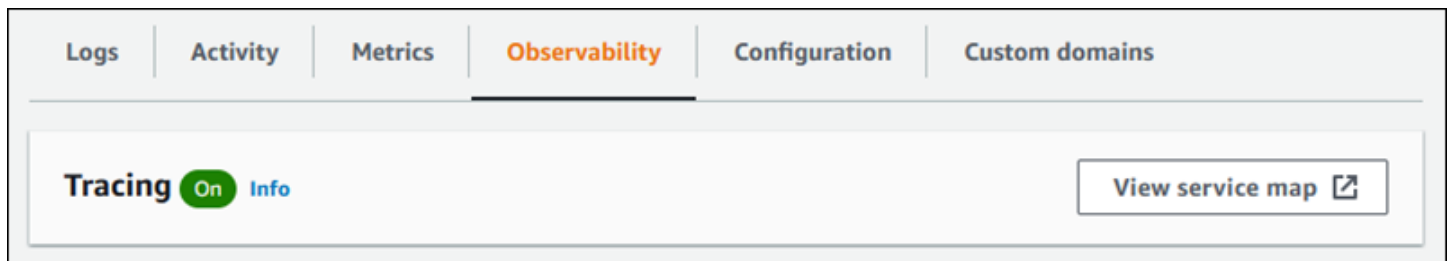 Logs Activity Metrics Observability Configuration Custom domains
Tracing On Info View service map